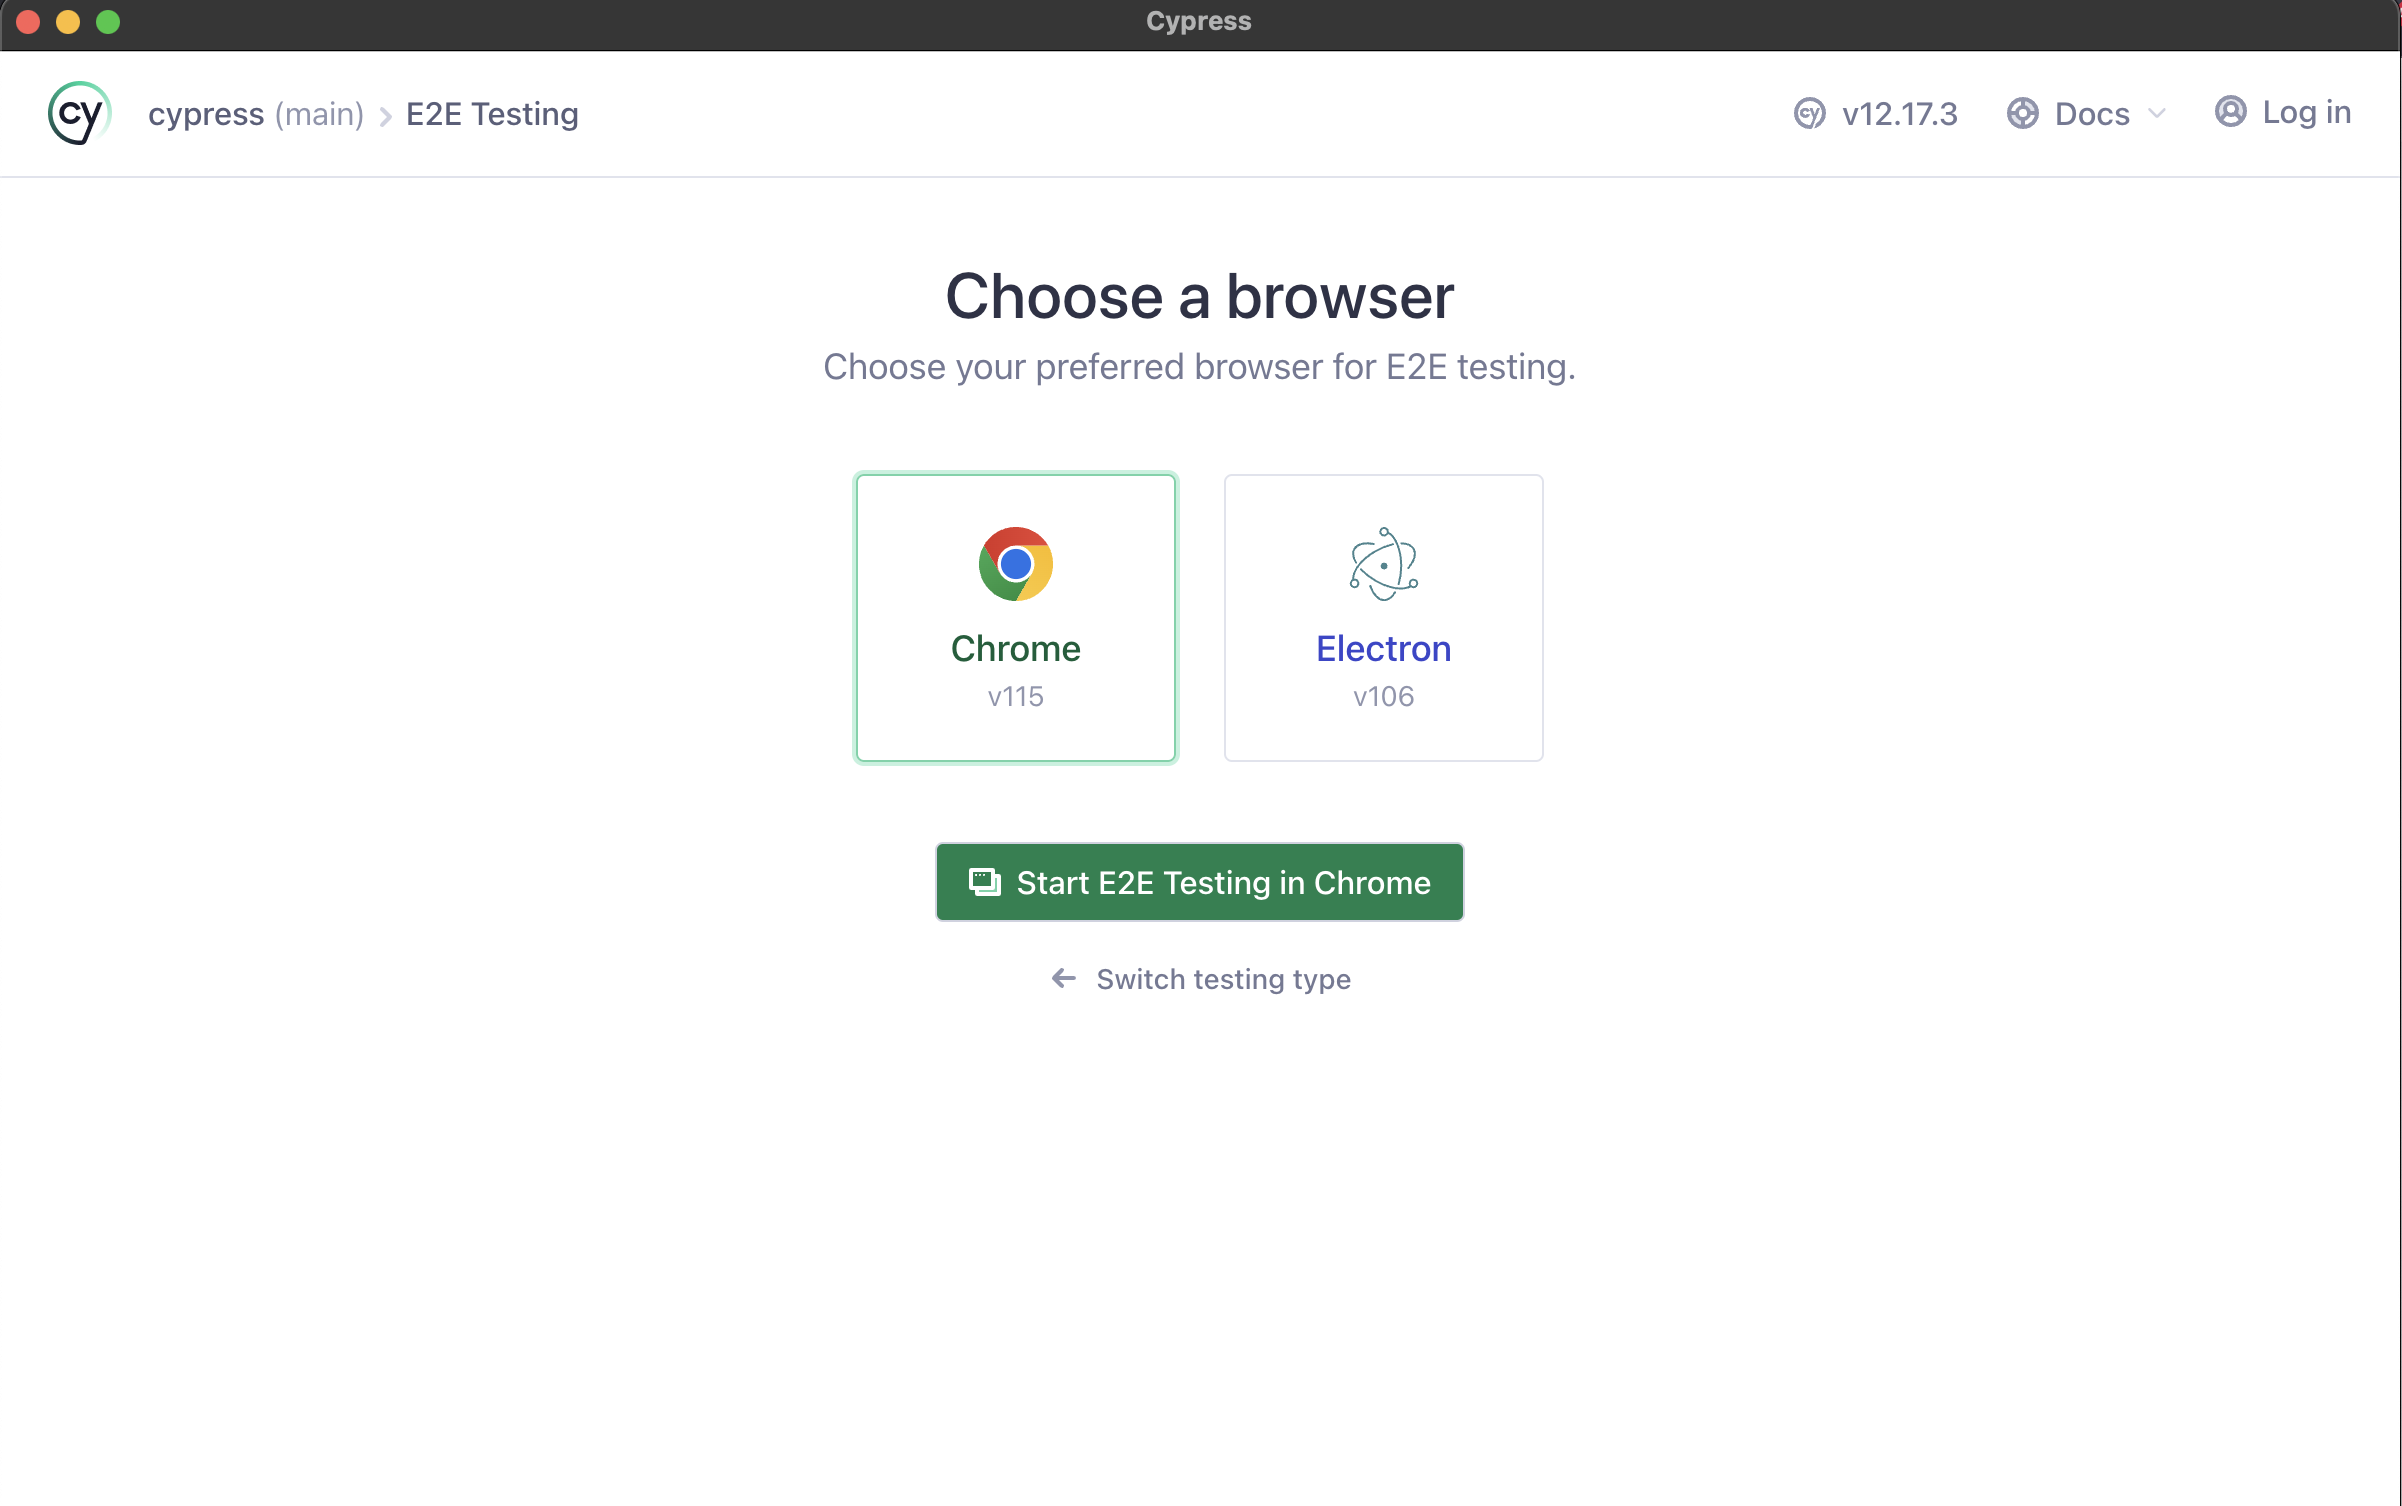 Cypress
cy cypress (main) E2E Testing
cy v12.17.3 Docs Log in
Choose a browser
Choose your preferred browser for E2E testing.
Chrome
v115
Electron
v106
Start E2E Testing in Chrome
Switch testing type